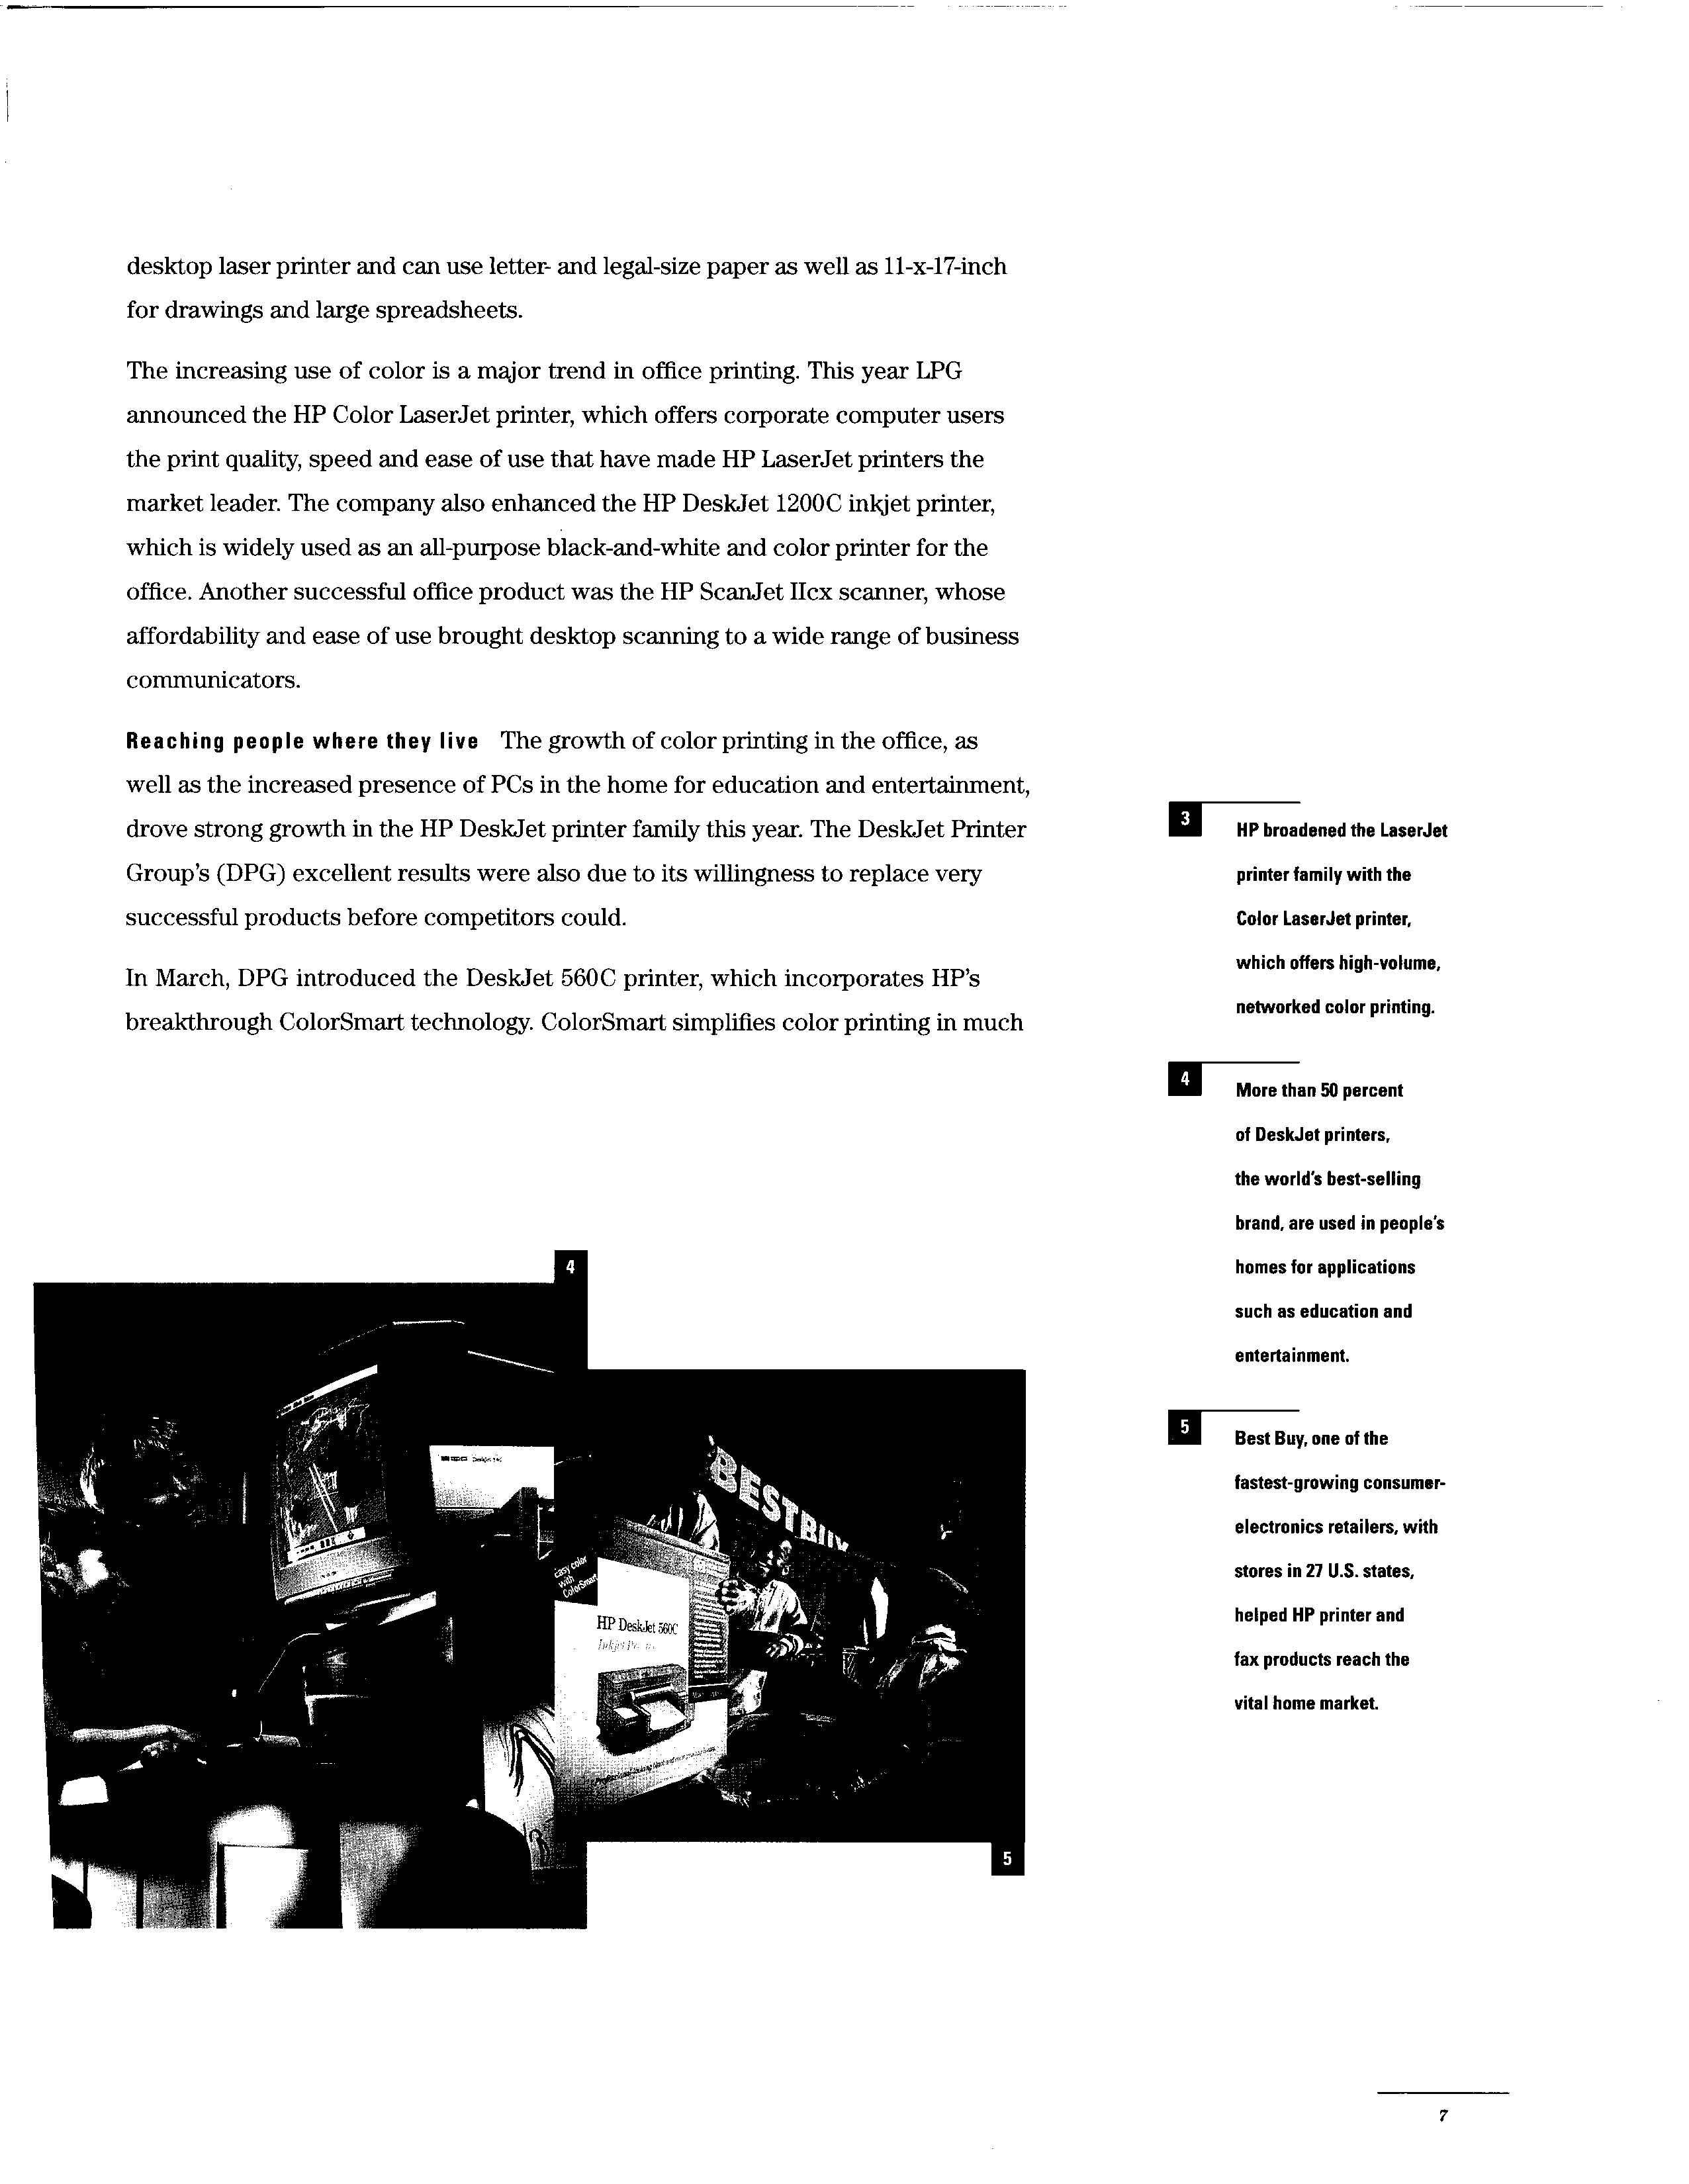 desktop laser printer and can use letter- and legal-size paper as well as 11-x-17-inch
for drawings and large spreadsheets.
The increasing use of color is a major trend in office printing. This year LPG
announced the HP Color LaserJet printer, which offers corporate computer users
the print quality, speed and ease of use that have made HP LaserJet printers the
market leader. The company also enhanced the HP DeskJet 1200C inkjet printer,
which is widely used as an all-purpose black-and-white and color printer for the
office. Another successful office product was the HP ScanJet IIcx scanner, whose
affordability and ease of use brought desktop scanning to a wide range of business
communicators.
Reaching people where they live The growth of color printing in the office, as
well as the increased presence of PCs in the home for education and entertainment,
drove strong growth in the HP DeskJet printer family this year. The DeskJet Printer
Group's (DPG) excellent results were also due to its willingness to replace very
successful products before competitors could.
In March, DPG introduced the DeskJet 560C printer, which incorporates HP's
breakthrough ColorSmart technology. ColorSmart simplifies color printing in much
3
HP broadened the LaserJet
printer family with the
Color LaserJet printer,
which offers high-volume,
networked color printing.
4
More than 50 percent
of DeskJet printers,
the world's best-selling
brand, are used in people's
homes for applications
such as education and
entertainment.
5
Best Buy, one of the
fastest-growing consumer-
electronics retailers, with
stores in 27 U.S. states,
helped HP printer and
fax products reach the
vital home market.
4
BEST BUY
Easy color
with
ColorSmart
HP DeskJet 560C
5
7